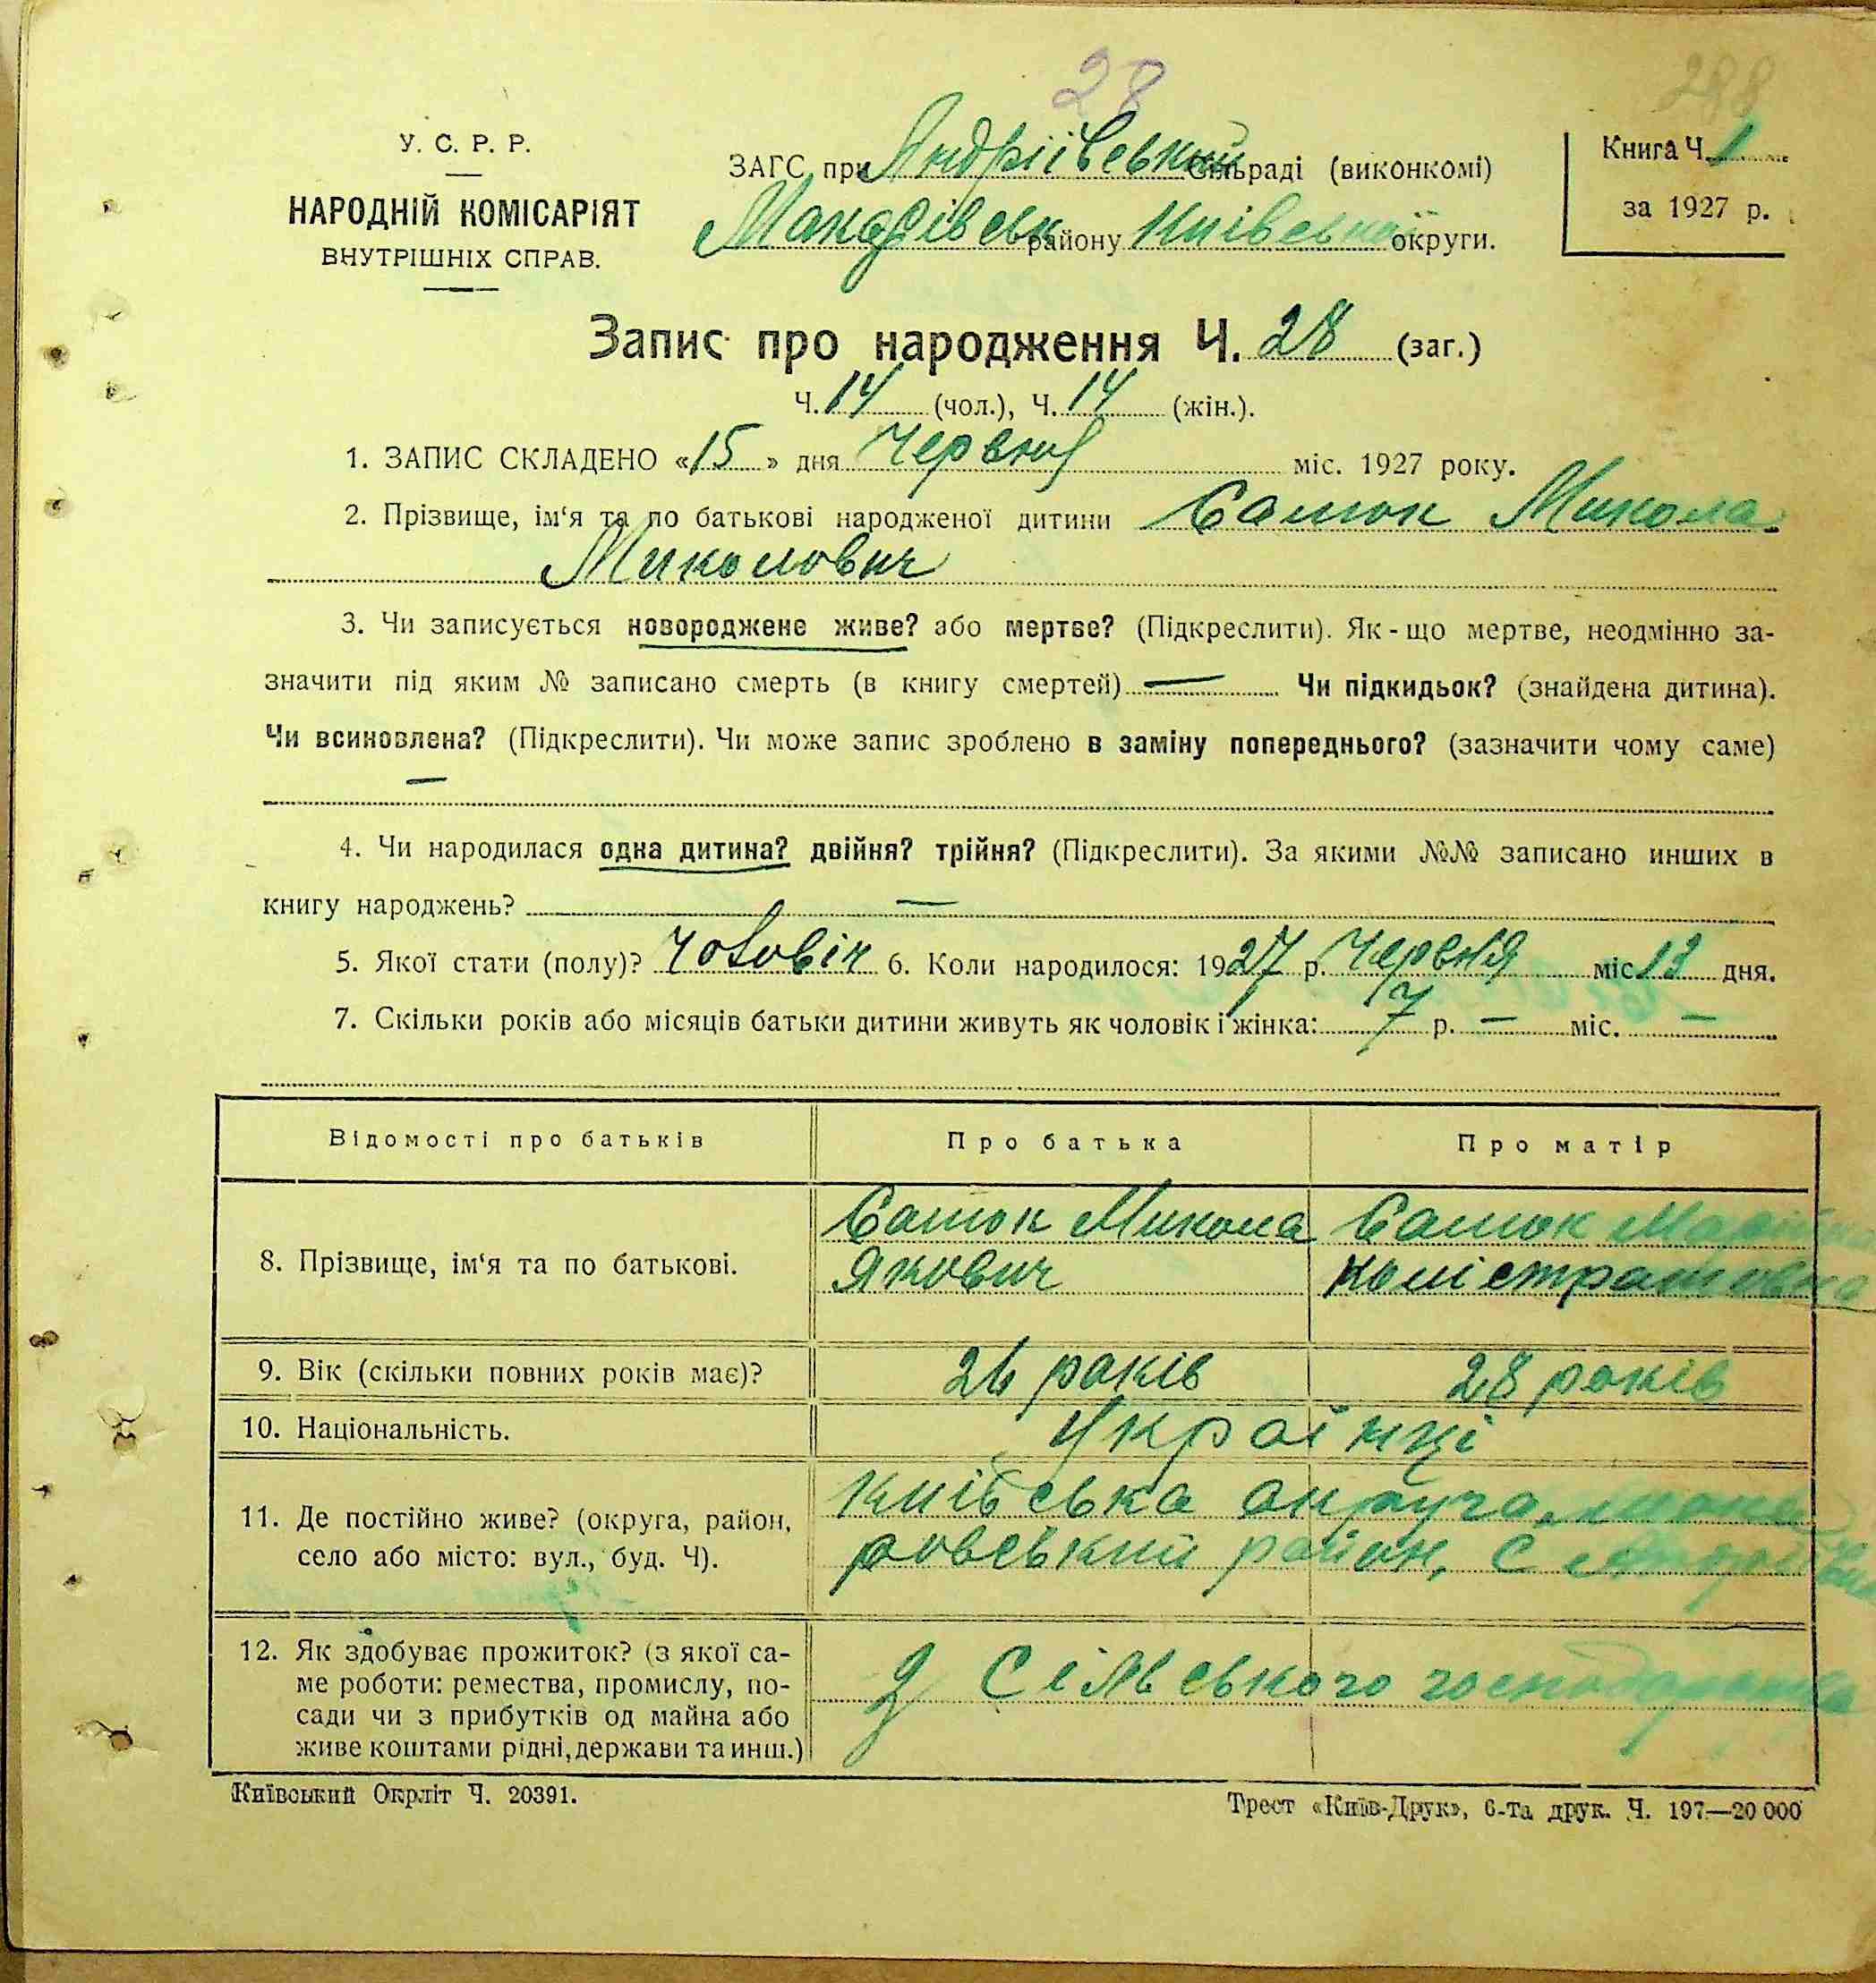 28
288
У. С. Р. Р.
НАРОДНІЙ КОМІСАРІЯТ
ВНУТРІШНІХ СПРАВ.
ЗАГС при Андріївський сільраді (виконкомі)
Макарівськ району Київської округи.
Книга Ч. 1
за 1927 р.
Запис про народження Ч. 28 (заг.)
Ч. 14 (чол.), Ч. 14 (жін.).
1. ЗАПИС СКЛАДЕНО «15» дня Червня міс. 1927 року.
2. Прізвище, ім‘я та по батькові народженої дитини Самок Микола
Миколович
3. Чи записується новороджене живе? або мертве? (Підкреслити). Як-що мертве, неодмінно за-
значити під яким № записано смерть (в книгу смертей) — Чи підкидьок? (знайдена дитина).
Чи всиновлена? (Підкреслити). Чи може запис зроблено в заміну попереднього? (зазначити чому саме)
—
4. Чи народилася одна дитина? двійня? трійня? (Підкреслити). За якими №№ записано инших в
книгу народжень? —
5. Якої стати (полу)? 6. Коли народилося: 1927 р. Червня міс 13 дня.
7. Скільки років або місяців батьки дитини живуть як чоловік і жінка: 7 р. — міс. —
Відомості про батьків Про батька Про матір
8. Прізвище, ім‘я та по батькові.
Самок Микола
Якович
Самок
9. Вік (скільки повних років має)? 26 років 28 років
10. Національність. Українці
11. Де постійно живе? (округа, район,
село або місто: вул., буд. Ч).
Київська округа,
ровський район, с
12. Як здобуває прожиток? (з якої са-
ме роботи: ремества, промислу, по-
сади чи з прибутків од майна або
живе коштами рідні, держави та инш.)
З Сільського господарства
Київський Окрліт Ч. 20391.
Трест «Київ-Друк», 6-та друк. Ч. 197—20 000